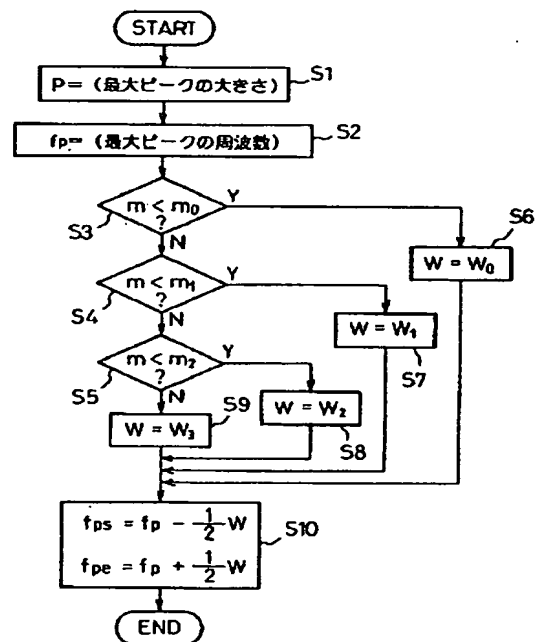 START
P=(最大ピークの大きさ) S1
fp=(最大ピークの周波数) S2
m < m0 ? Y N S3
W = W0 S6
m < m1 ? Y N S4
W = W1 S7
m < m2 ? Y N S5
W = W2 S8
W = W3 S9
fps = fp - 1/2 W
fpe = fp + 1/2 W
S10
END